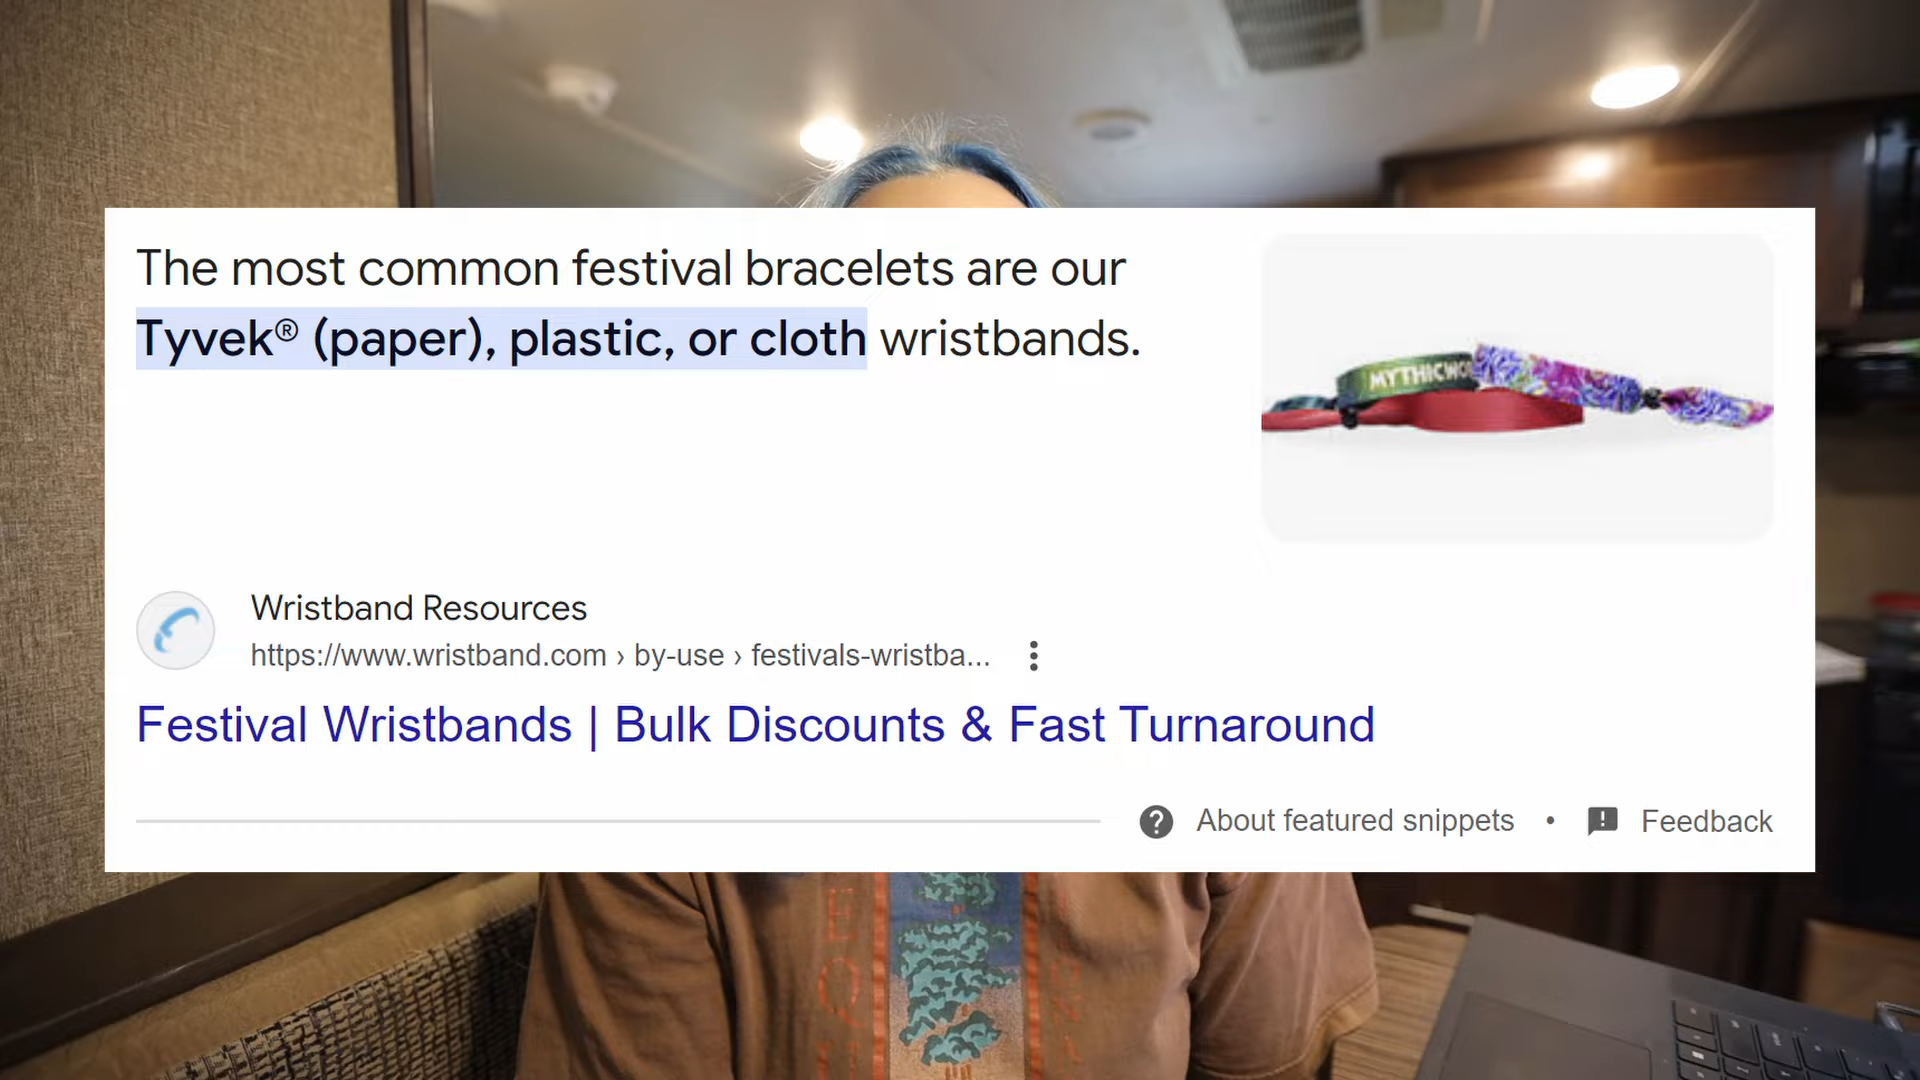 The most common festival bracelets are our
Tyvek® (paper), plastic, or cloth wristbands.
MYTHICWO
Wristband Resources
https://www.wristband.com › by-use › festivals-wristba...
Festival Wristbands | Bulk Discounts & Fast Turnaround
About featured snippets • Feedback